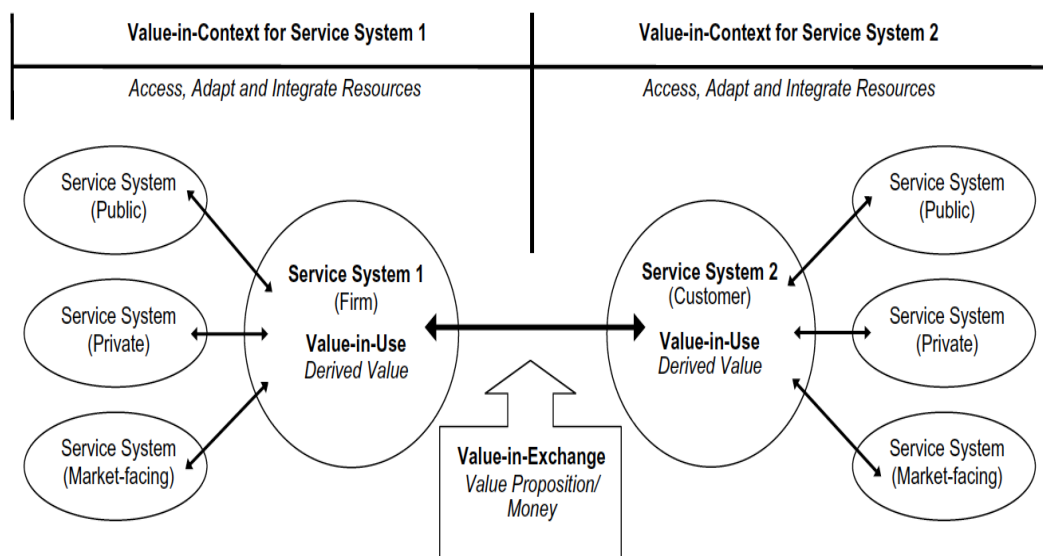 Value-in-Context for Service System 1
Value-in-Context for Service System 2
Access, Adapt and Integrate Resources
Access, Adapt and Integrate Resources
Service System
(Public)
Service System
(Private)
Service System
(Market-facing)
Service System 1
(Firm)
Value-in-Use
Derived Value
Value-in-Exchange
Value Proposition/
Money
Service System 2
(Customer)
Value-in-Use
Derived Value
Service System
(Public)
Service System
(Private)
Service System
(Market-facing)